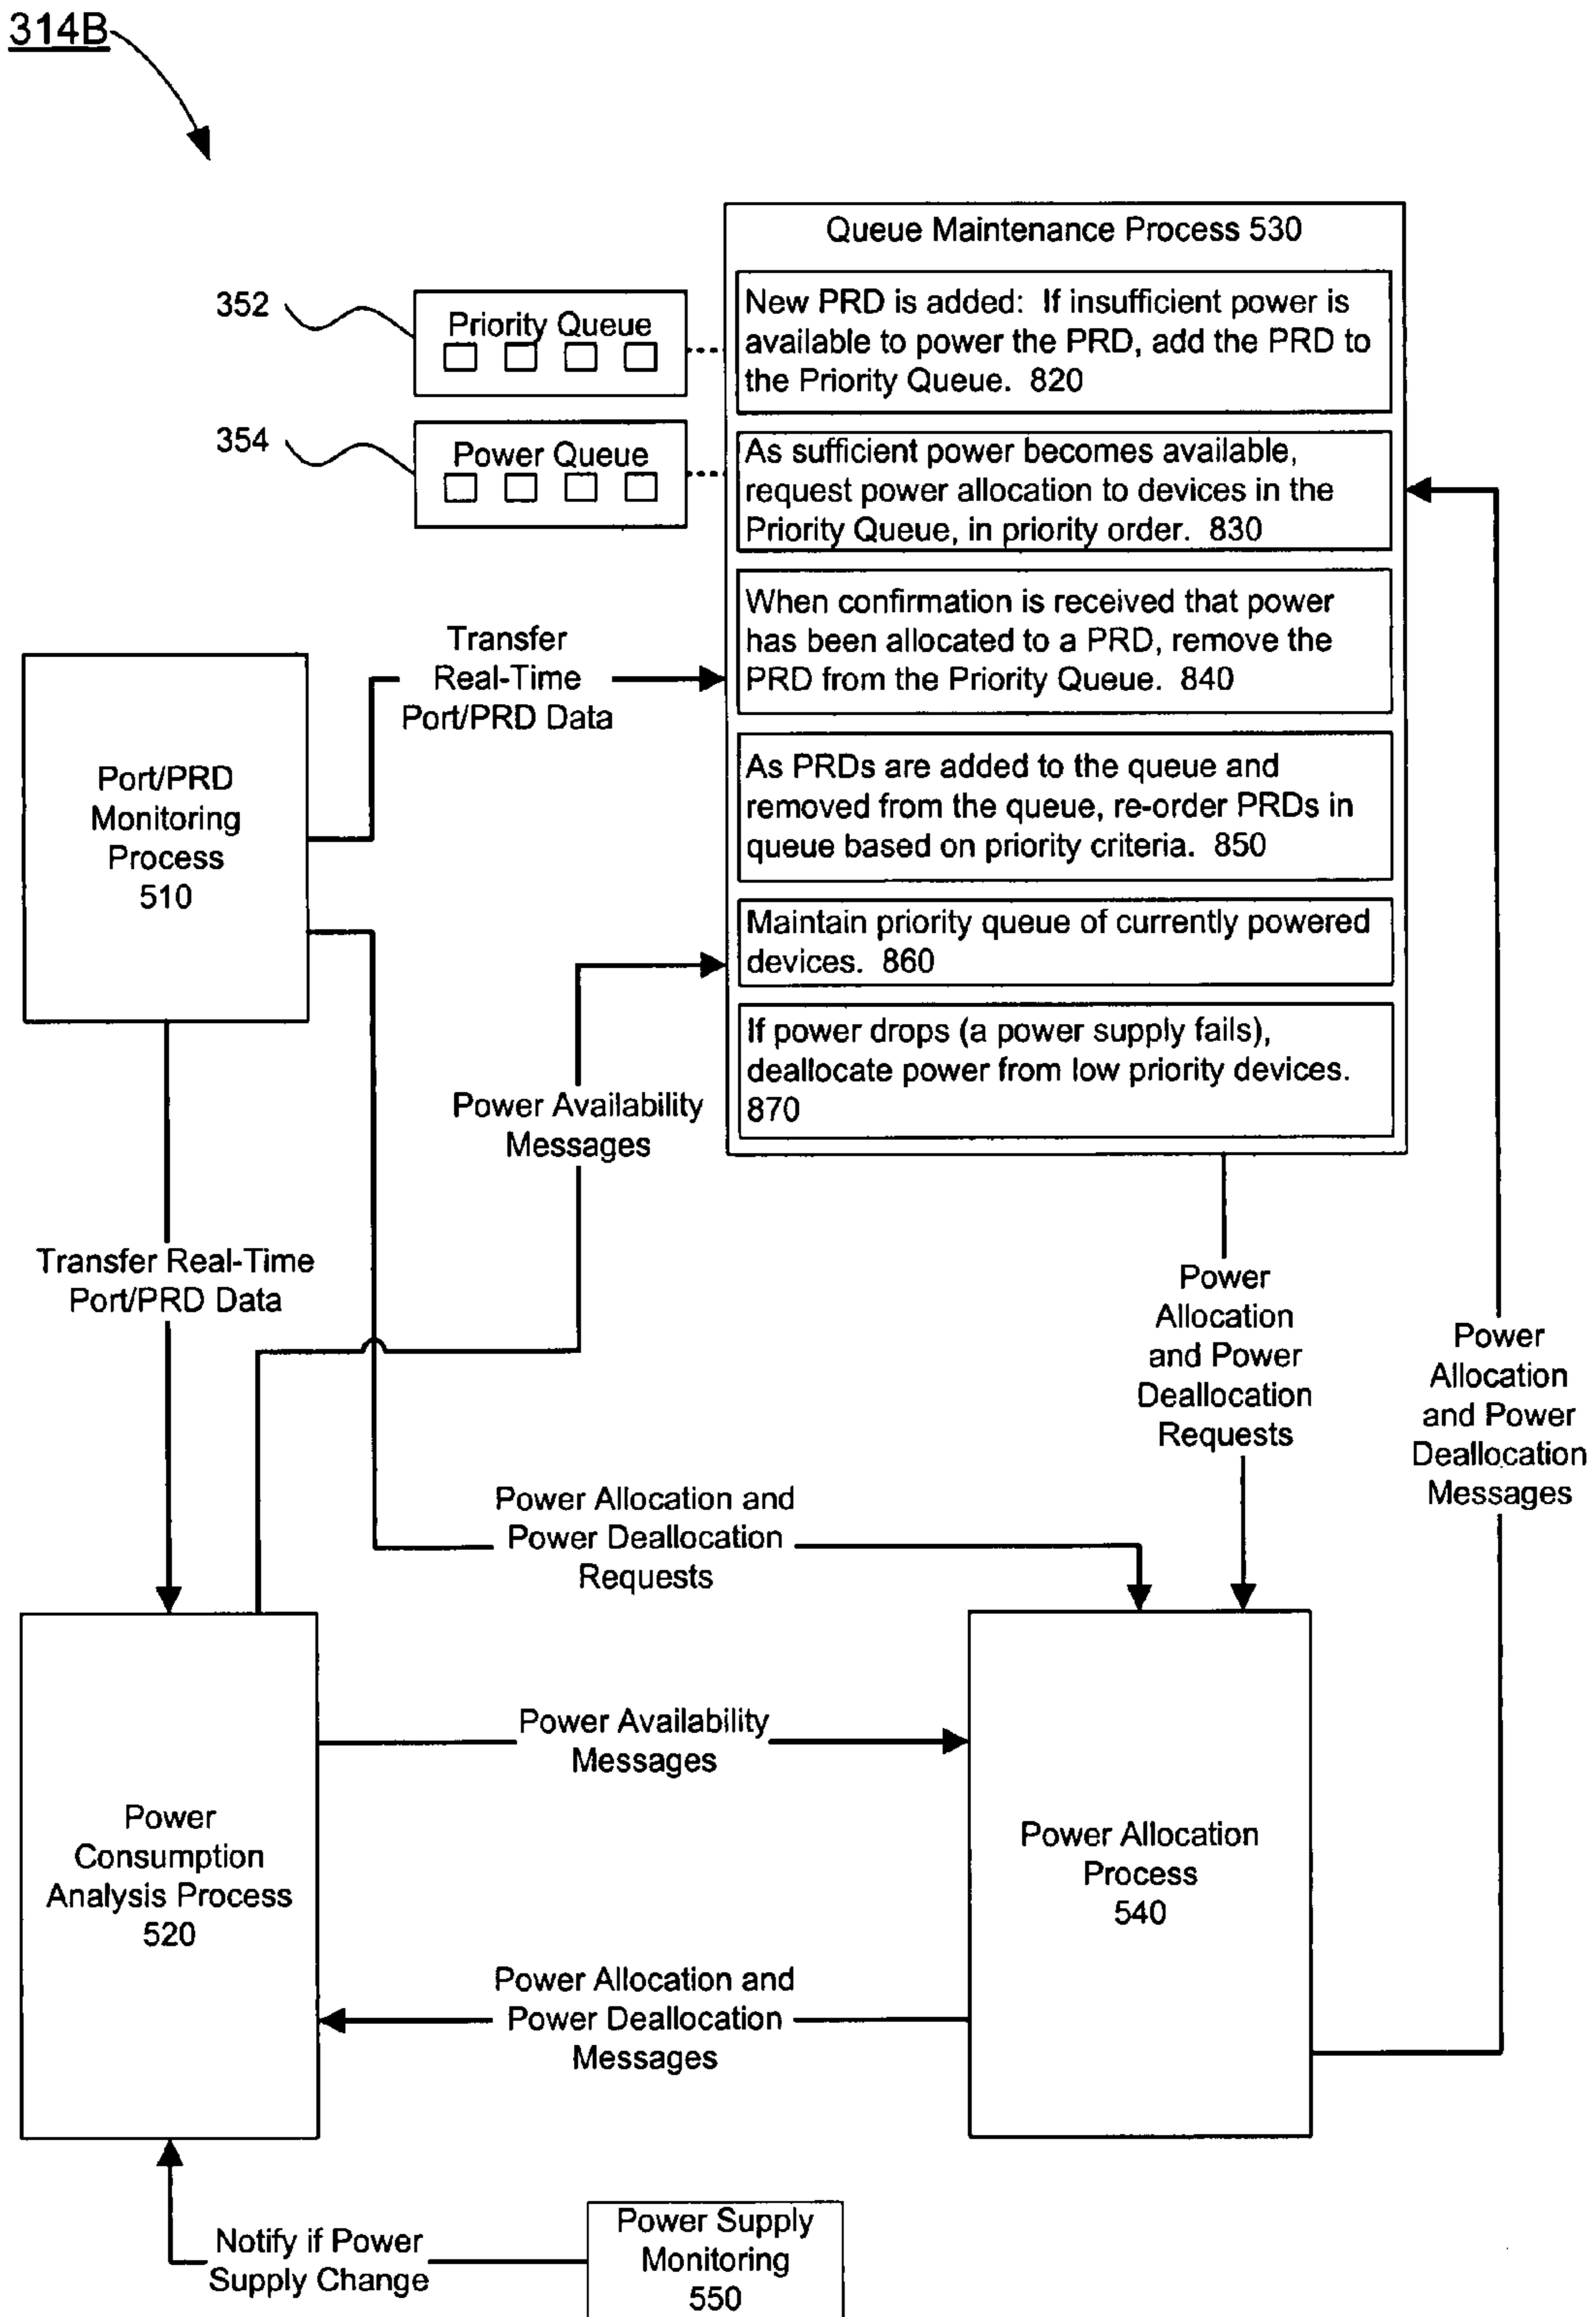 314B
Queue Maintenance Process 530
352
Priority Queue
New PRD is added: If insufficient power is
available to power the PRD, add the PRD to
the Priority Queue. 820
354
Power Queue
As sufficient power becomes available,
request power allocation to devices in the
Priority Queue, in priority order. 830
When confirmation is received that power
has been allocated to a PRD, remove the
PRD from the Priority Queue. 840
Transfer
Real-Time
Port/PRD Data
Port/PRD
Monitoring
Process
510
As PRDs are added to the queue and
removed from the queue, re-order PRDs in
queue based on priority criteria. 850
Maintain priority queue of currently powered
devices. 860
If power drops (a power supply fails),
deallocate power from low priority devices.
870
Power Availability
Messages
Transfer Real-Time
Port/PRD Data
Power
Allocation
and Power
Deallocation
Requests
Power
Allocation
and Power
Deallocation
Messages
Power Allocation and
Power Deallocation
Requests
Power Availability
Messages
Power
Consumption
Analysis Process
520
Power Allocation
Process
540
Power Allocation and
Power Deallocation
Messages
Notify if Power
Supply Change
Power Supply
Monitoring
550